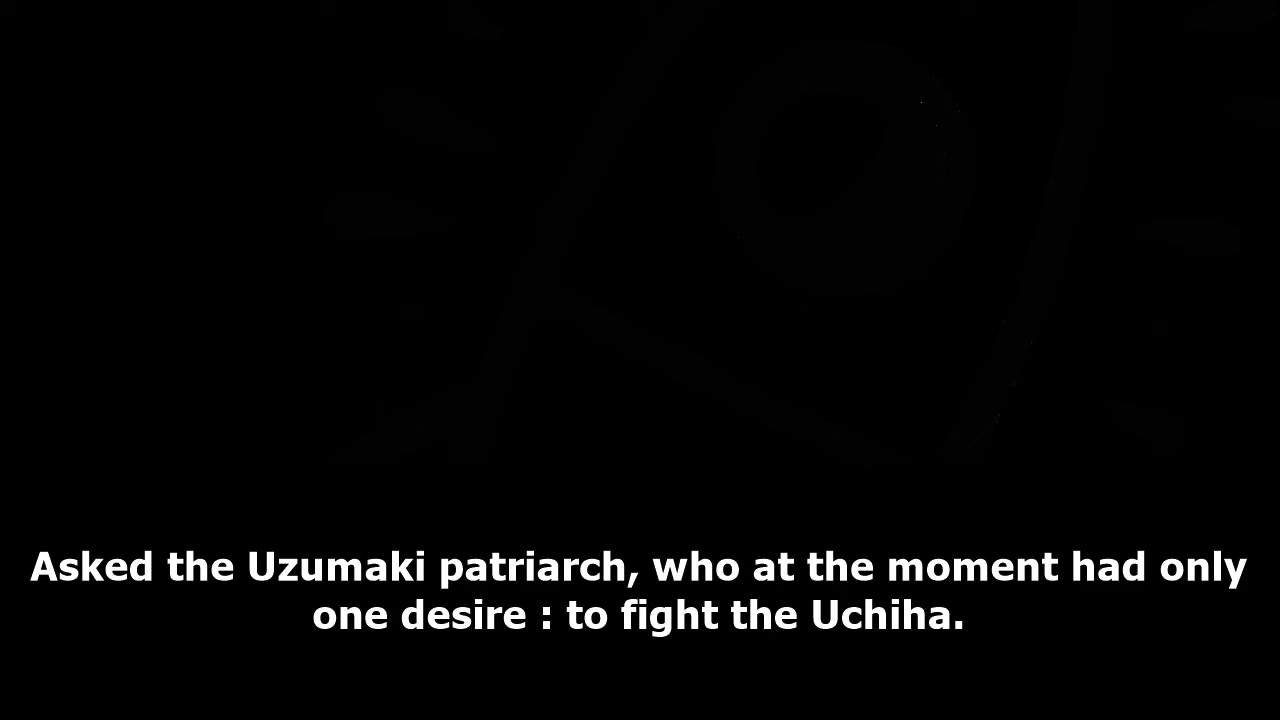 Asked the Uzumaki patriarch, who at the moment had only
one desire : to fight the Uchiha.